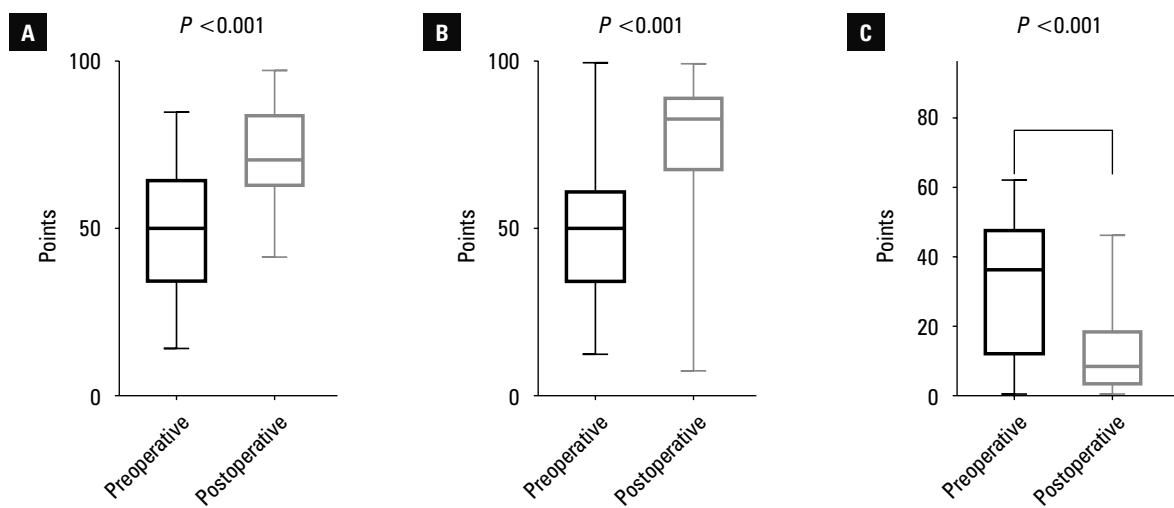 A
P <0.001
100
50
0
Points
Preoperative
Postoperative
B
P <0.001
100
50
0
Points
Preoperative
Postoperative
C
P <0.001
80
60
40
20
0
Points
Preoperative
Postoperative